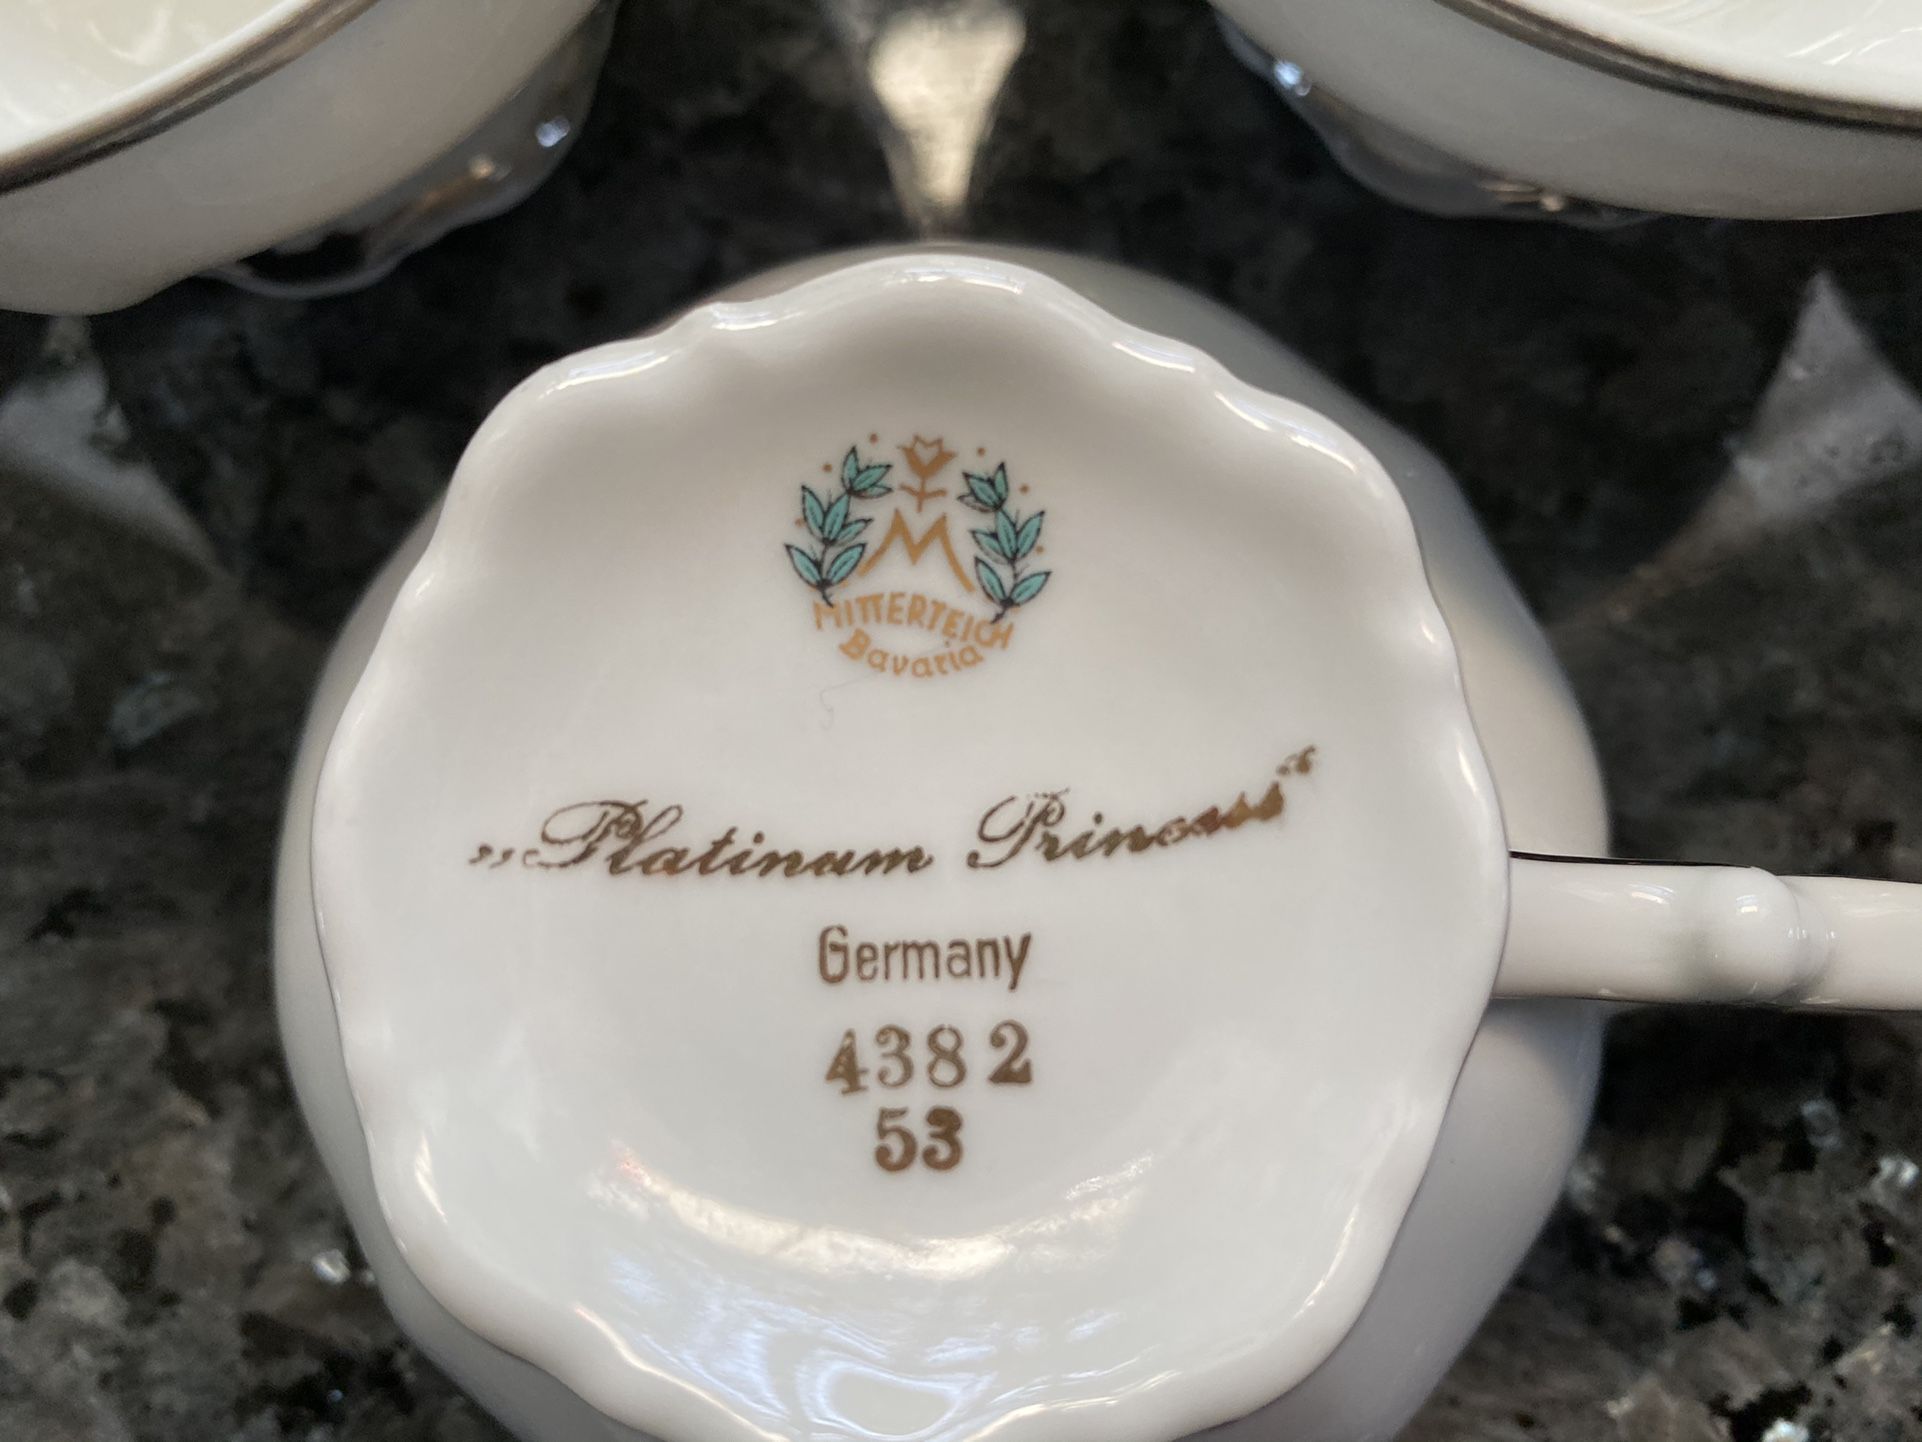 M
MITTERTEICH
Bavaria
„Platinum Princess“
Germany
4382
53